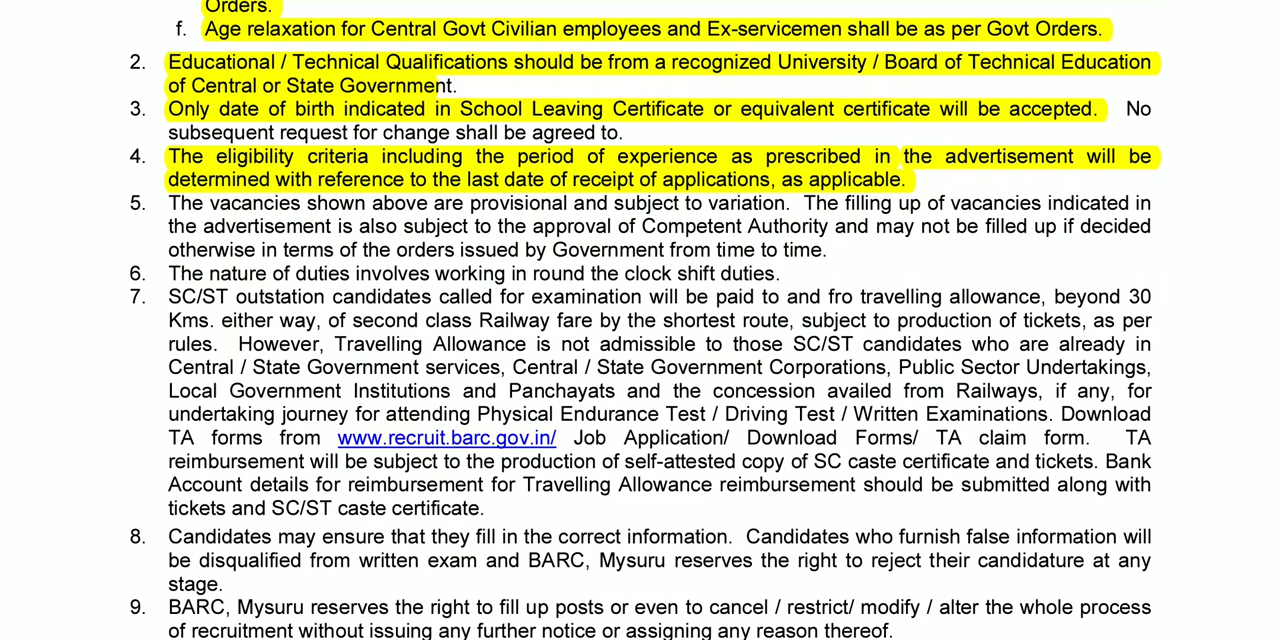 Orders.
f. Age relaxation for Central Govt Civilian employees and Ex-servicemen shall be as per Govt Orders.
2. Educational / Technical Qualifications should be from a recognized University / Board of Technical Education
of Central or State Government.
3. Only date of birth indicated in School Leaving Certificate or equivalent certificate will be accepted. No
subsequent request for change shall be agreed to.
4. The eligibility criteria including the period of experience as prescribed in the advertisement will be
determined with reference to the last date of receipt of applications, as applicable.
5. The vacancies shown above are provisional and subject to variation. The filling up of vacancies indicated in
the advertisement is also subject to the approval of Competent Authority and may not be filled up if decided
otherwise in terms of the orders issued by Government from time to time.
6. The nature of duties involves working in round the clock shift duties.
7. SC/ST outstation candidates called for examination will be paid to and fro travelling allowance, beyond 30
Kms. either way, of second class Railway fare by the shortest route, subject to production of tickets, as per
rules. However, Travelling Allowance is not admissible to those SC/ST candidates who are already in
Central / State Government services, Central / State Government Corporations, Public Sector Undertakings,
Local Government Institutions and Panchayats and the concession availed from Railways, if any, for
undertaking journey for attending Physical Endurance Test / Driving Test / Written Examinations. Download
TA forms from www.recruit.barc.gov.in/ Job Application/ Download Forms/ TA claim form. TA
reimbursement will be subject to the production of self-attested copy of SC caste certificate and tickets. Bank
Account details for reimbursement for Travelling Allowance reimbursement should be submitted along with
tickets and SC/ST caste certificate.
8. Candidates may ensure that they fill in the correct information. Candidates who furnish false information will
be disqualified from written exam and BARC, Mysuru reserves the right to reject their candidature at any
stage.
9. BARC, Mysuru reserves the right to fill up posts or even to cancel / restrict/ modify / alter the whole process
of recruitment without issuing any further notice or assigning any reason thereof.